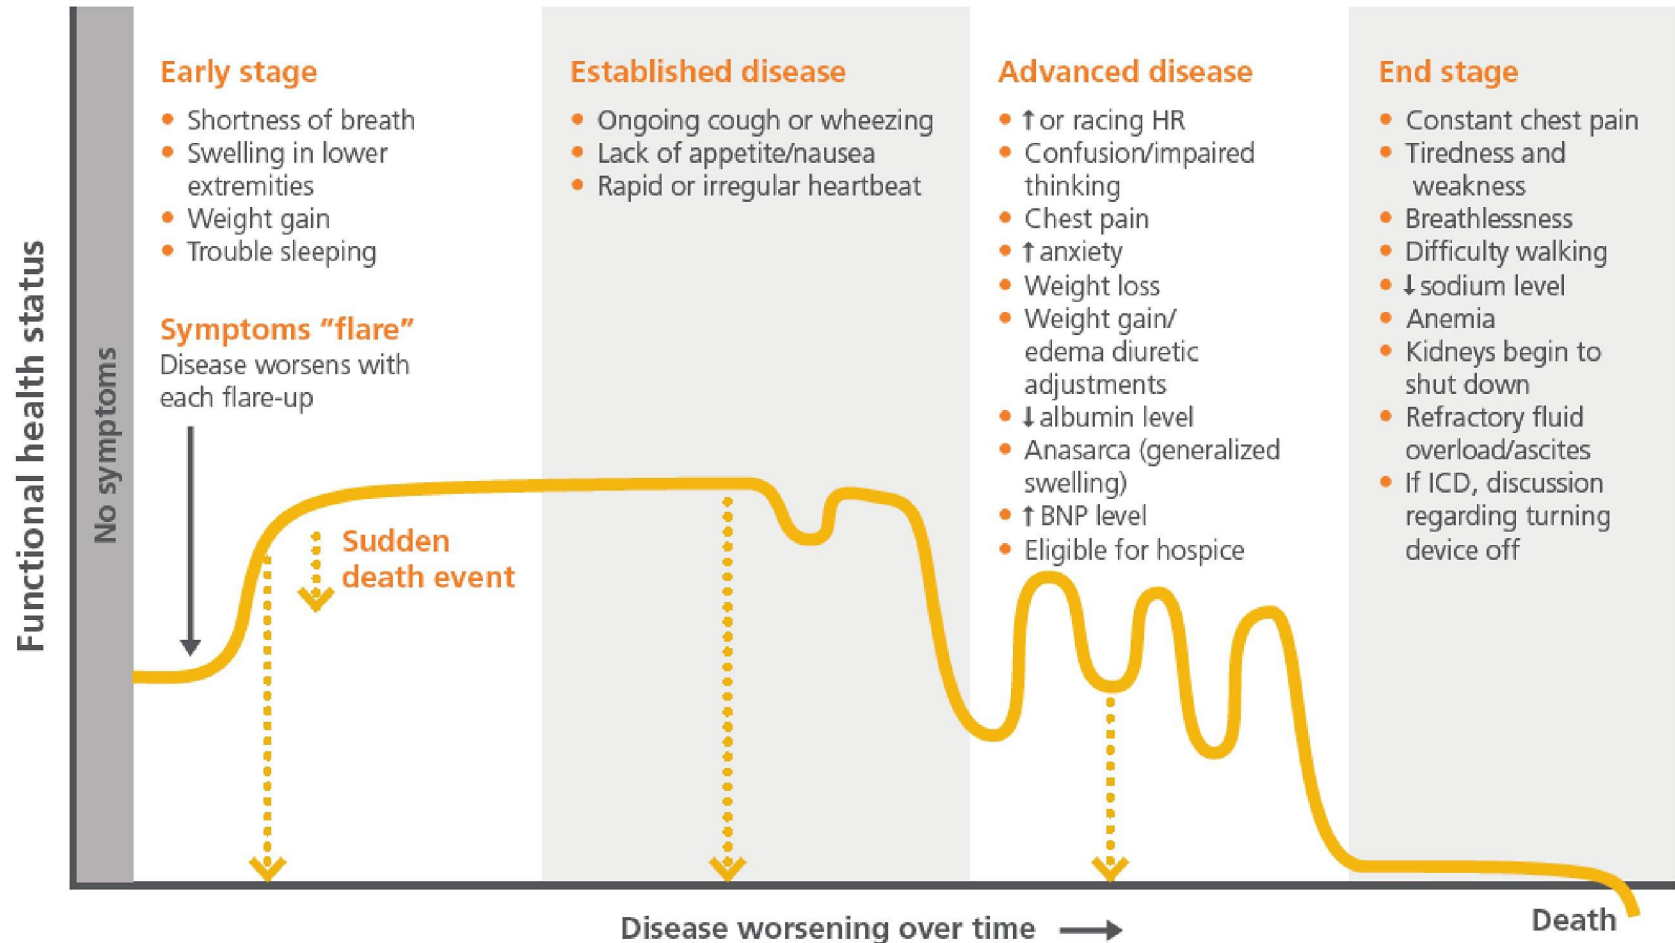 Functional health status
No symptoms
Early stage
• Shortness of breath
• Swelling in lower
extremities
• Weight gain
• Trouble sleeping
Symptoms “flare”
Disease worsens with
each flare-up
Sudden
death event
Established disease
• Ongoing cough or wheezing
• Lack of appetite/nausea
• Rapid or irregular heartbeat
Advanced disease
• ↑ or racing HR
• Confusion/impaired
thinking
• Chest pain
• ↑ anxiety
• Weight loss
• Weight gain/
edema diuretic
adjustments
• ↓ albumin level
• Anasarca (generalized
swelling)
• ↑ BNP level
• Eligible for hospice
End stage
• Constant chest pain
• Tiredness and
weakness
• Breathlessness
• Difficulty walking
• ↓ sodium level
• Anemia
• Kidneys begin to
shut down
• Refractory fluid
overload/ascites
• If ICD, discussion
regarding turning
device off
Death
Disease worsening over time →